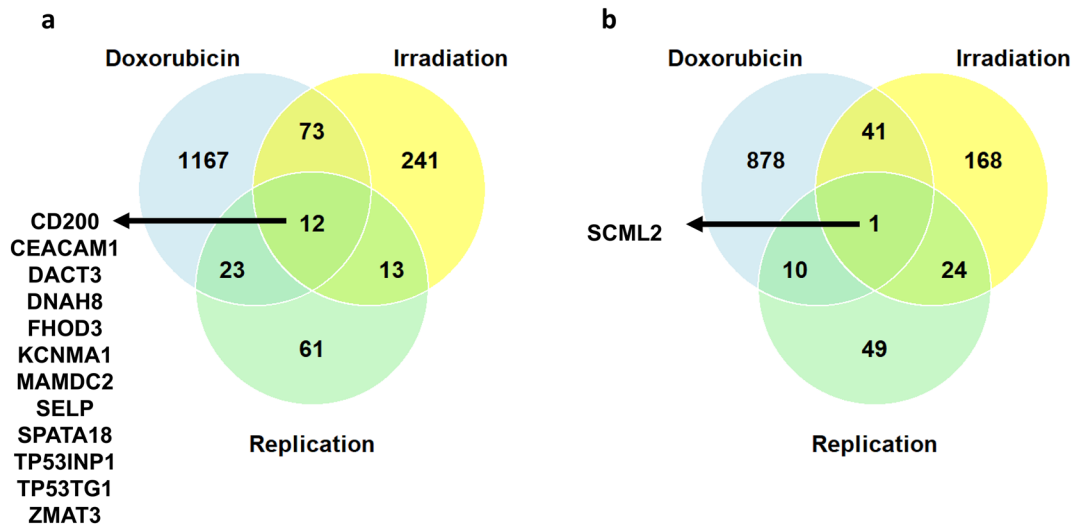 a
Doxorubicin
Irradiation
73
1167
241
12
23
13
61
Replication
CD200
CEACAM1
DACT3
DNAH8
FHOD3
KCNMA1
MAMDC2
SELP
SPATA18
TP53INP1
TP53TG1
ZMAT3
b
Doxorubicin
Irradiation
41
878
168
1
10
24
49
Replication
SCML2